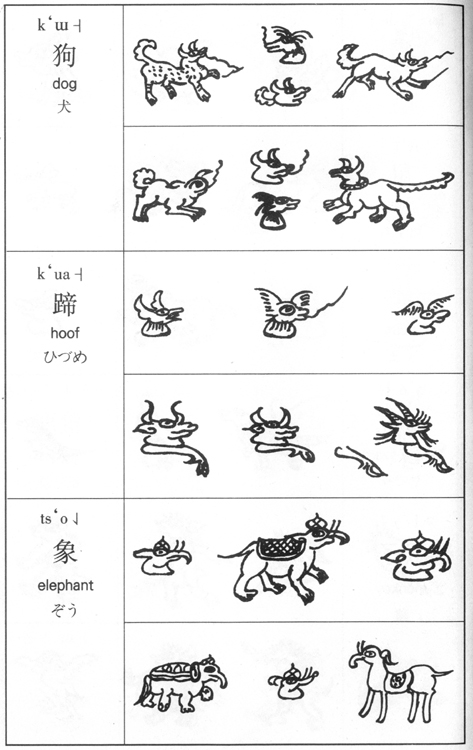 k‘ɯ ˧
狗
dog
犬
k‘ua ˧
蹄
hoof
ひづめ
ts‘o ˩
象
elephant
ぞう